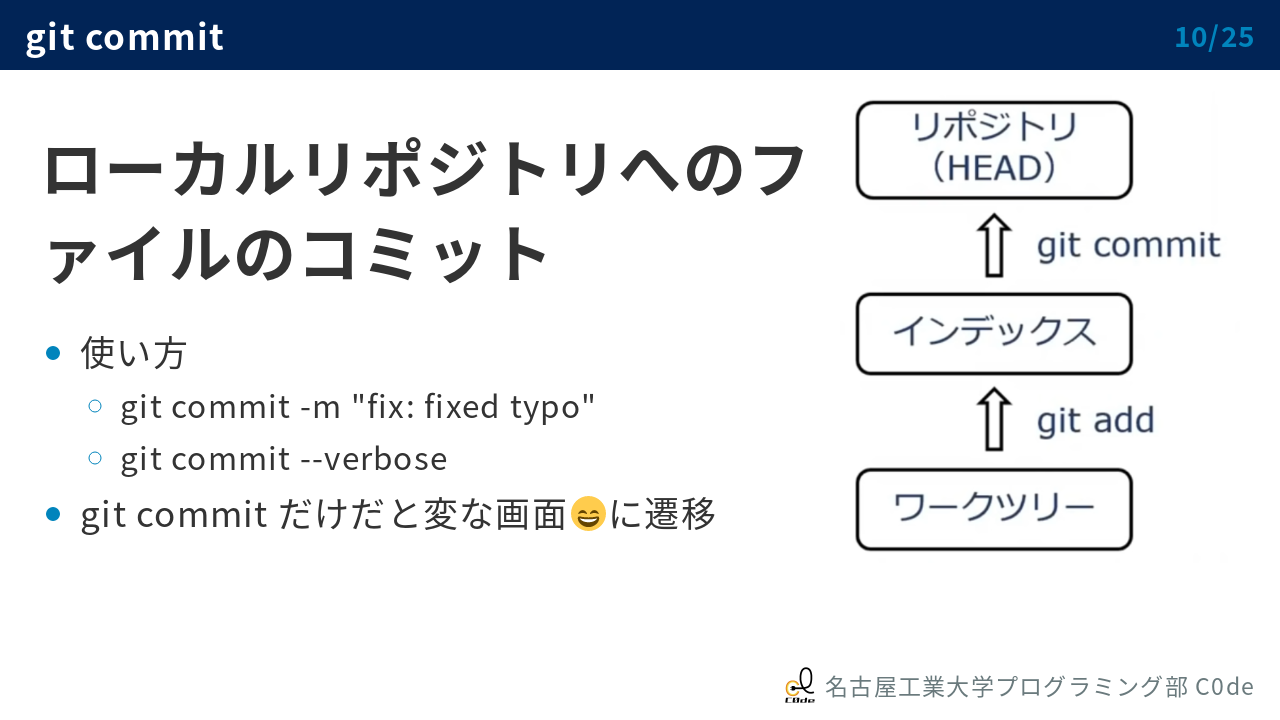 git commit
10/25
ローカルリポジトリへのフ
ァイルのコミット
使い方
git commit -m "fix: fixed typo"
git commit --verbose
git commit だけだと変な画面😄に遷移
リポジトリ
（HEAD）
git commit
インデックス
git add
ワークツリー
C0de
名古屋工業大学プログラミング部 C0de